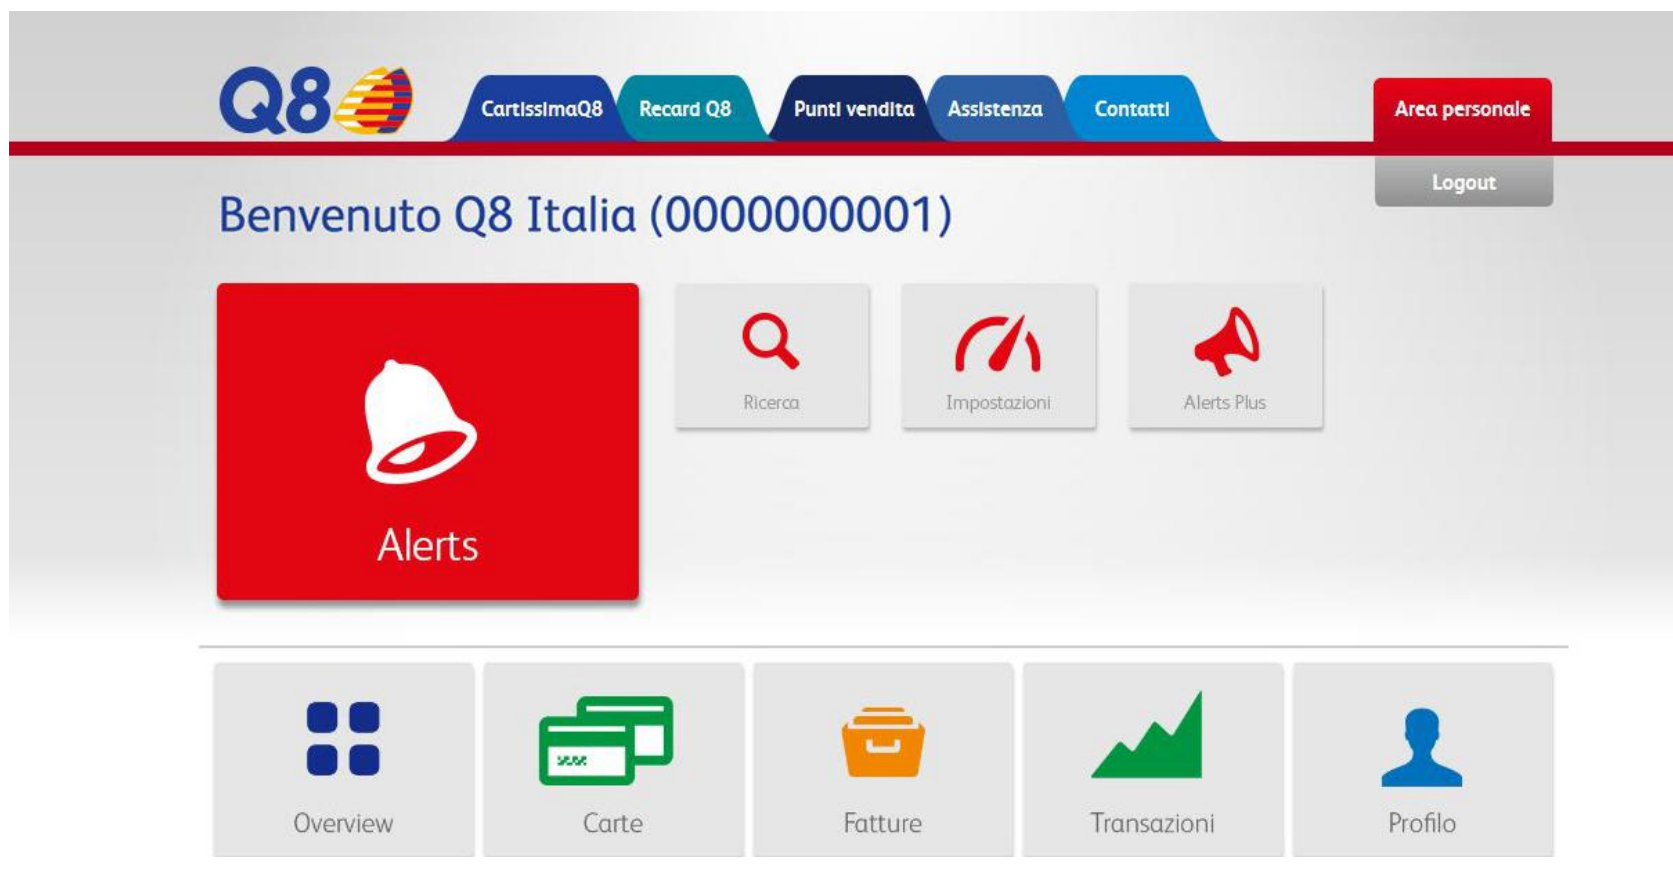 Q8
CartissimaQ8
Recard Q8
Punti vendita
Assistenza
Contatti
Area personale
Logout
Benvenuto Q8 Italia (0000000001)
Alerts
Ricerca
Impostazioni
Alerts Plus
Overview
Carte
Fatture
Transazioni
Profilo